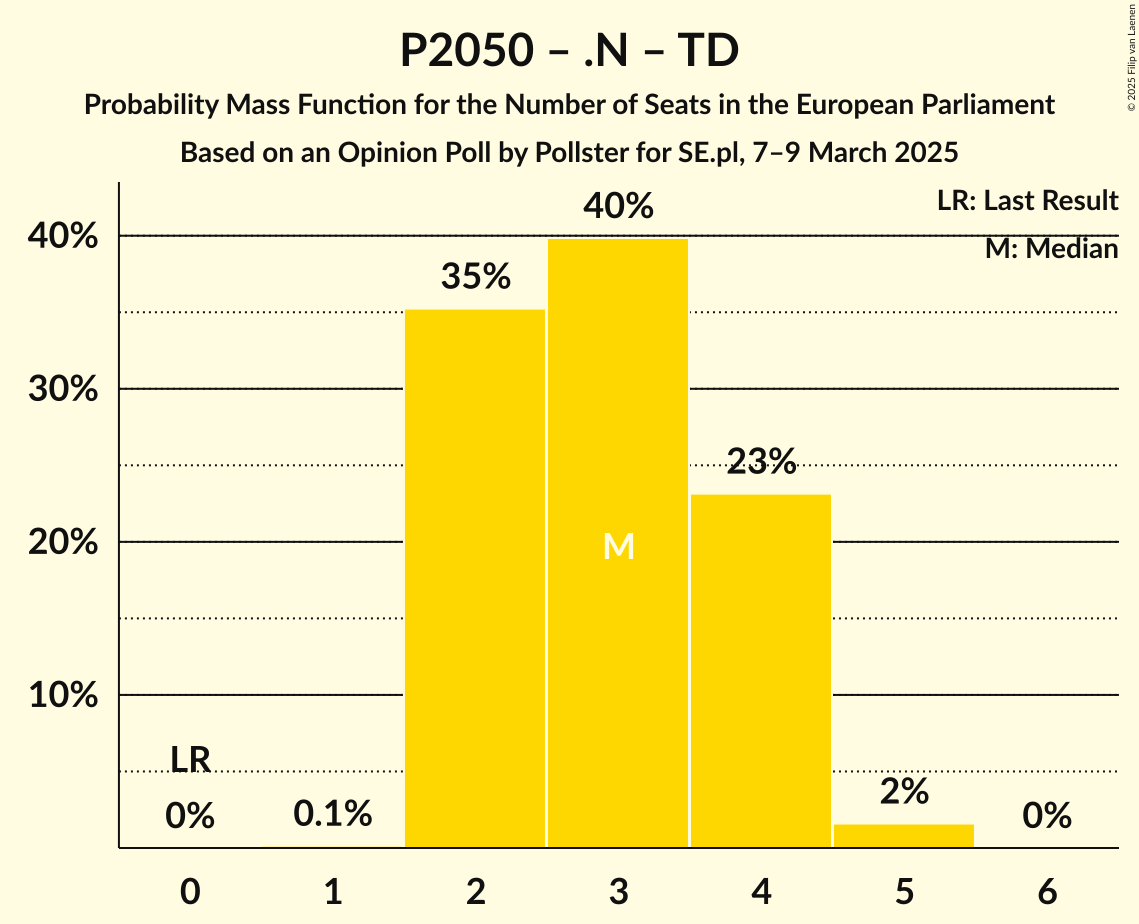 P2050 – .N – TD
Probability Mass Function for the Number of Seats in the European Parliament
Based on an Opinion Poll by Pollster for SE.pl, 7–9 March 2025
© 2025 Filip van Laenen
LR: Last Result
M: Median
40%
30%
20%
10%
LR
0%
0.1%
35%
40%
M
23%
2%
0%
0 1 2 3 4 5 6